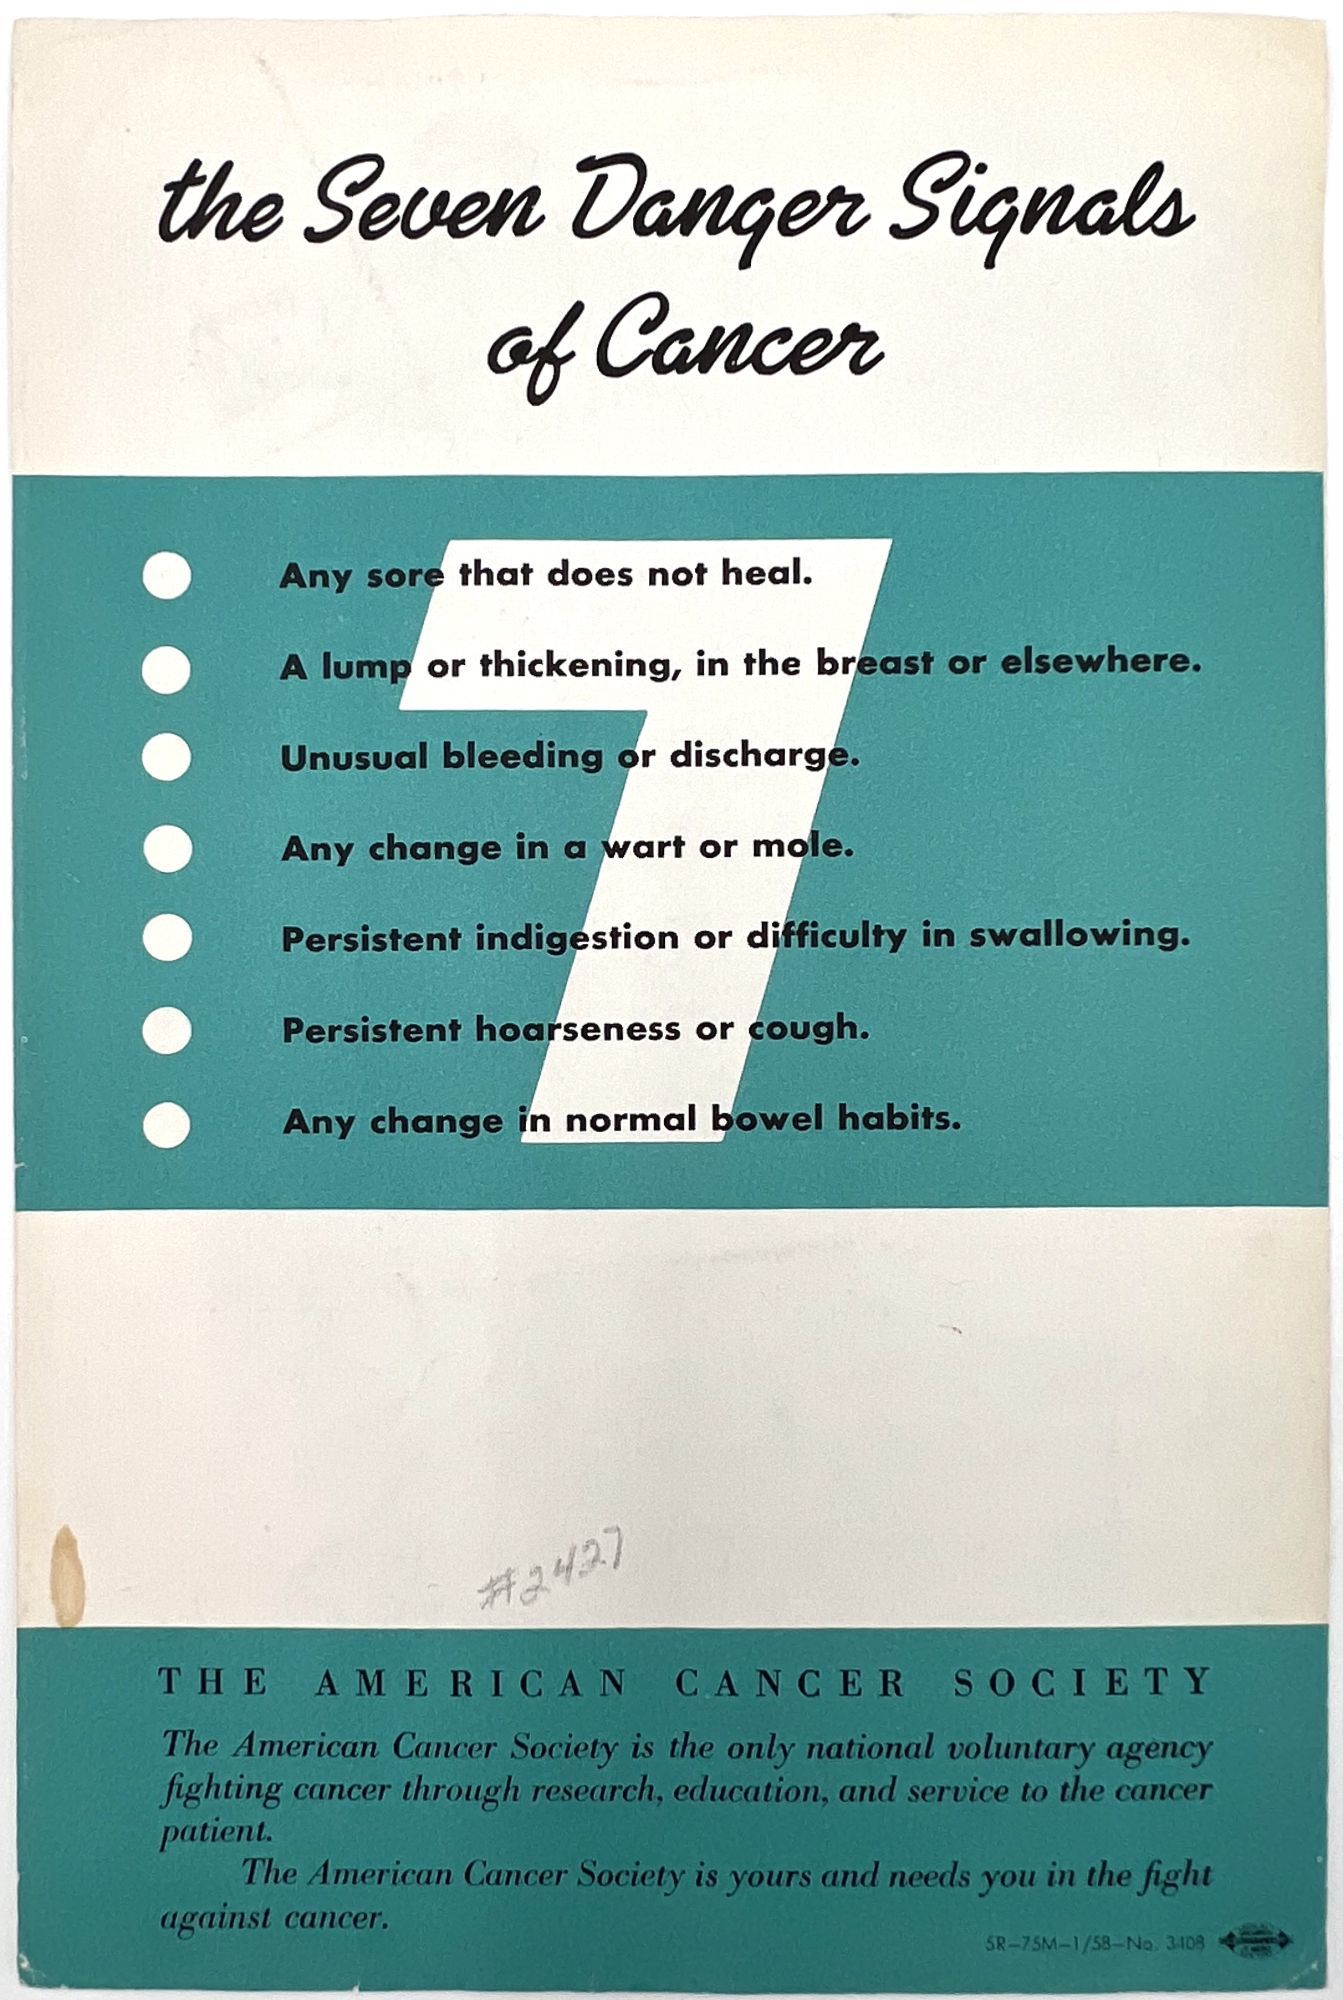 the Seven Danger Signals
of Cancer
Any sore that does not heal.
A lump or thickening, in the breast or elsewhere.
Unusual bleeding or discharge.
Any change in a wart or mole.
Persistent indigestion or difficulty in swallowing.
Persistent hoarseness or cough.
Any change in normal bowel habits.
7
#2427
THE AMERICAN CANCER SOCIETY
The American Cancer Society is the only national voluntary agency
fighting cancer through research, education, and service to the cancer
patient.
The American Cancer Society is yours and needs you in the fight
against cancer.
5R—75M—1/58—No. 3408